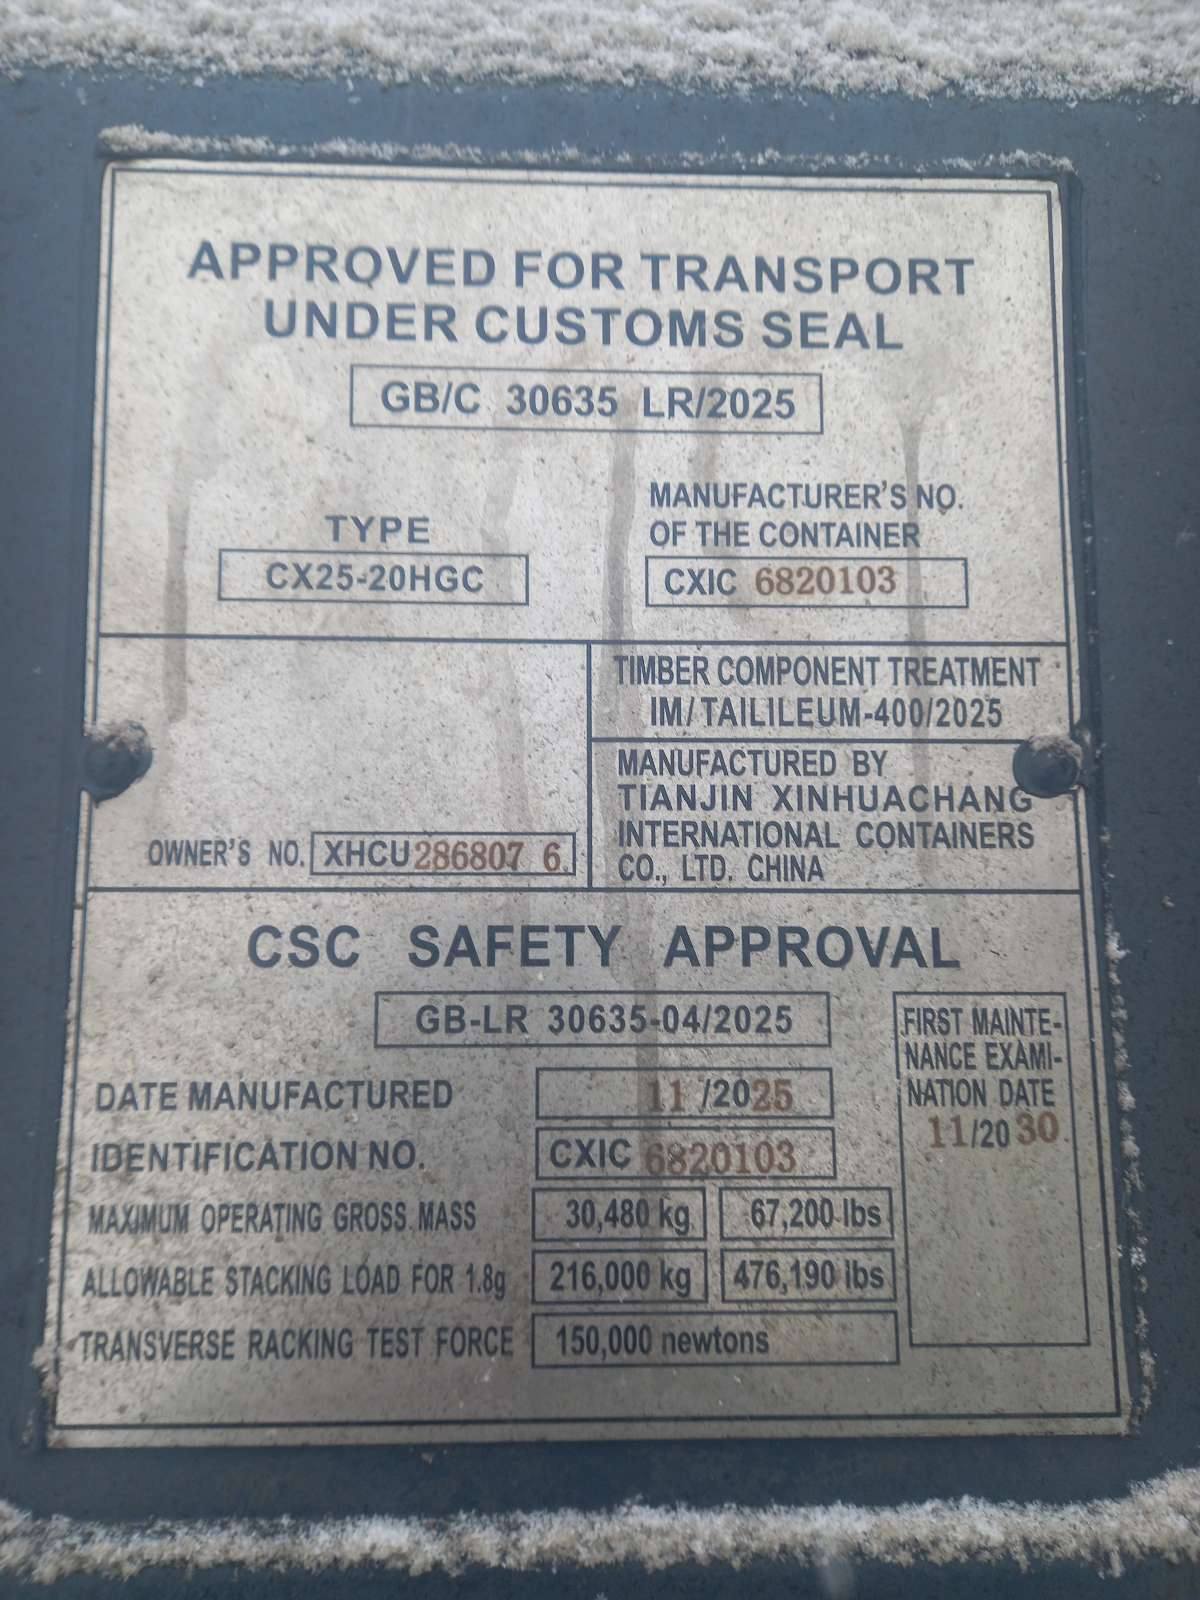 APPROVED FOR TRANSPORT
UNDER CUSTOMS SEAL
GB/C 30635 LR/2025
TYPE
CX25-20HGC
MANUFACTURER'S NO.
OF THE CONTAINER
CXIC 6820103
TIMBER COMPONENT TREATMENT
IM/TAILILEUM-400/2025
MANUFACTURED BY
TIANJIN XINHUACHANG
INTERNATIONAL CONTAINERS
CO., LTD. CHINA
OWNER'S NO. XHCU 286807 6
CSC SAFETY APPROVAL
GB-LR 30635-04/2025
DATE MANUFACTURED 11/2025
IDENTIFICATION NO. CXIC 6820103
MAXIMUM OPERATING GROSS MASS 30,480 kg 67,200 lbs
ALLOWABLE STACKING LOAD FOR 1.8g 216,000 kg 476,190 lbs
TRANSVERSE RACKING TEST FORCE 150,000 newtons
FIRST MAINTE-
NANCE EXAMI-
NATION DATE
11/2030